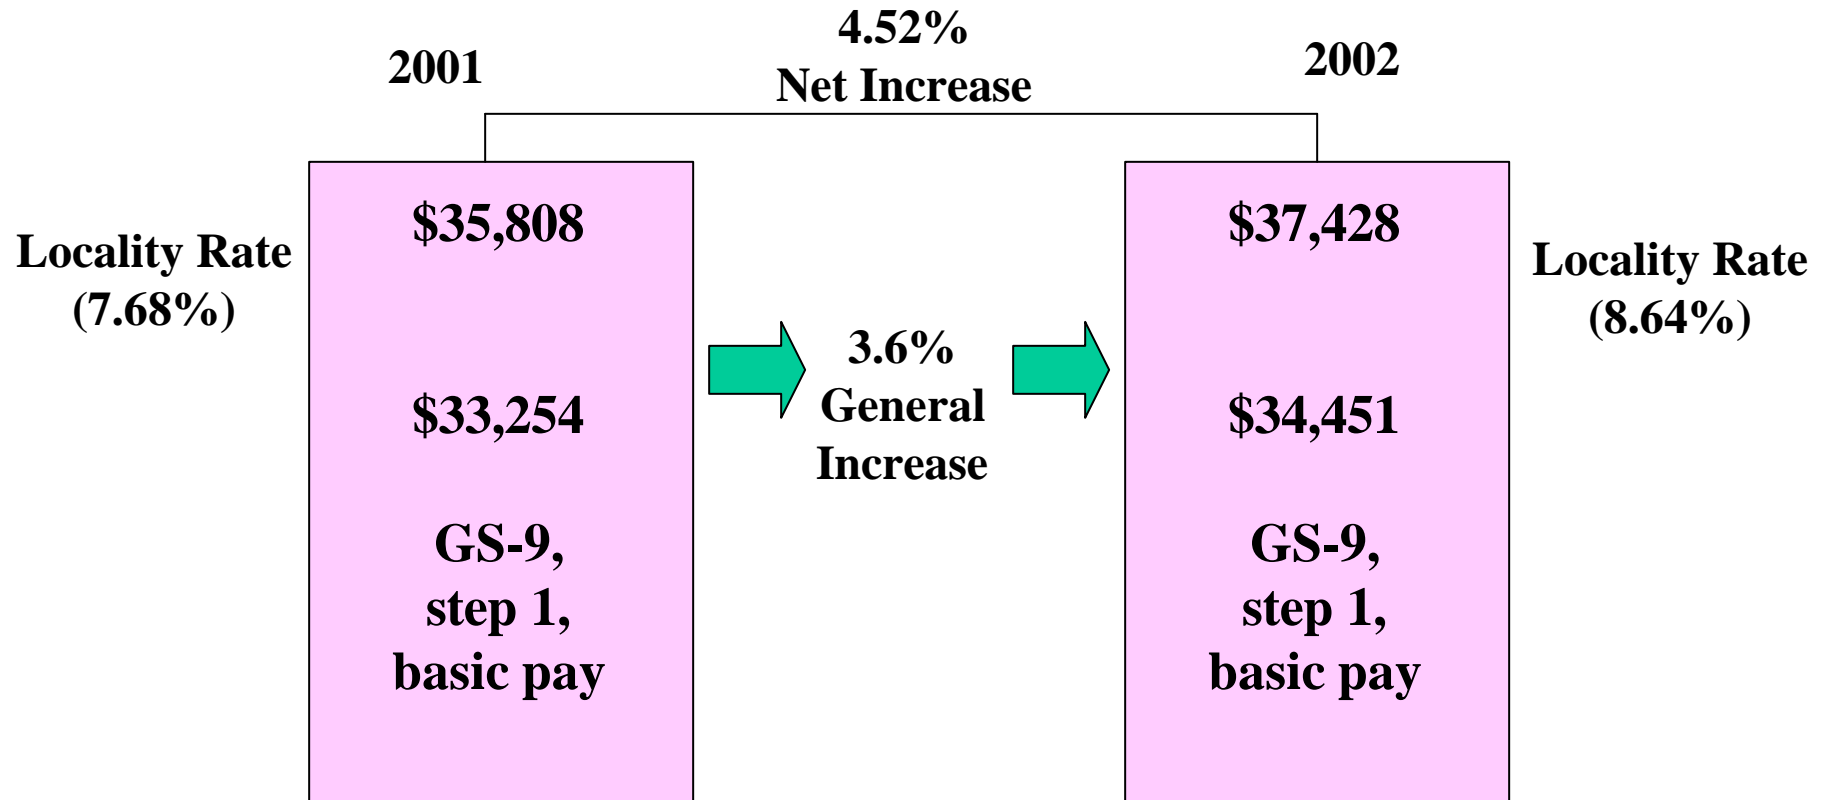 2001
4.52%
Net Increase
2002
Locality Rate
(7.68%)
$35,808
$33,254
GS-9,
step 1,
basic pay
3.6%
General
Increase
$37,428
$34,451
GS-9,
step 1,
basic pay
Locality Rate
(8.64%)